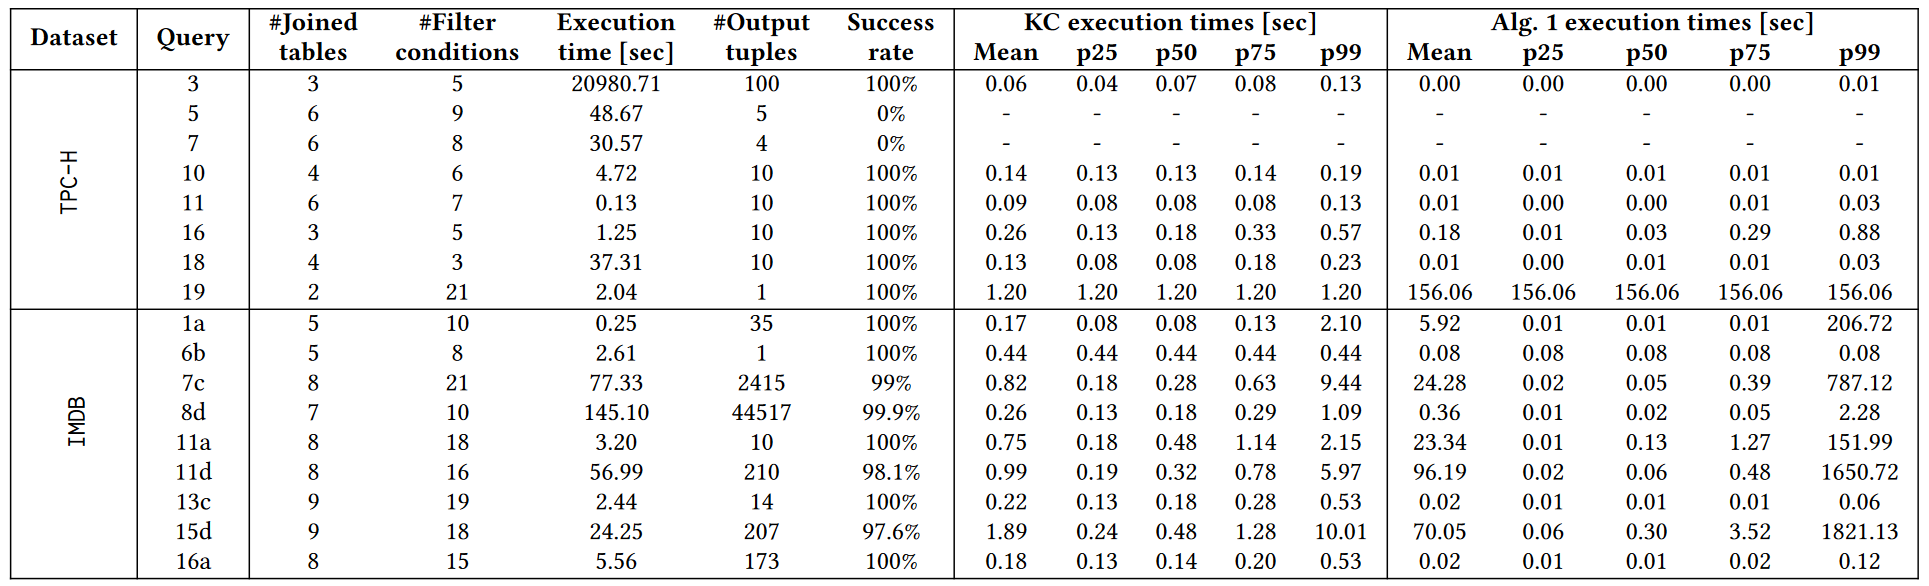 Dataset Query #Joined tables #Filter conditions Execution time [sec] #Output tuples Success rate KC execution times [sec] Alg. 1 execution times [sec]
Mean p25 p50 p75 p99 Mean p25 p50 p75 p99
TPC-H
3 3 5 20980.71 100 100% 0.06 0.04 0.07 0.08 0.13 0.00 0.00 0.00 0.00 0.01
5 6 9 48.67 5 0% - - - - - - - - - -
7 6 8 30.57 4 0% - - - - - - - - - -
10 4 6 4.72 10 100% 0.14 0.13 0.13 0.14 0.19 0.01 0.01 0.01 0.01 0.01
11 6 7 0.13 10 100% 0.09 0.08 0.08 0.08 0.13 0.01 0.00 0.00 0.01 0.03
16 3 5 1.25 10 100% 0.26 0.13 0.18 0.33 0.57 0.18 0.01 0.03 0.29 0.88
18 4 3 37.31 10 100% 0.13 0.08 0.08 0.18 0.23 0.01 0.00 0.01 0.01 0.03
19 2 21 2.04 1 100% 1.20 1.20 1.20 1.20 1.20 156.06 156.06 156.06 156.06 156.06
IMDB
1a 5 10 0.25 35 100% 0.17 0.08 0.08 0.13 2.10 5.92 0.01 0.01 0.01 206.72
6b 5 8 2.61 1 100% 0.44 0.44 0.44 0.44 0.44 0.08 0.08 0.08 0.08 0.08
7c 8 21 77.33 2415 99% 0.82 0.18 0.28 0.63 9.44 24.28 0.02 0.05 0.39 787.12
8d 7 10 145.10 44517 99.9% 0.26 0.13 0.18 0.29 1.09 0.36 0.01 0.02 0.05 2.28
11a 8 18 3.20 10 100% 0.75 0.18 0.48 1.14 2.15 23.34 0.01 0.13 1.27 151.99
11d 8 16 56.99 210 98.1% 0.99 0.19 0.32 0.78 5.97 96.19 0.02 0.06 0.48 1650.72
13c 9 19 2.44 14 100% 0.22 0.13 0.18 0.28 0.53 0.02 0.01 0.01 0.01 0.06
15d 9 18 24.25 207 97.6% 1.89 0.24 0.48 1.28 10.01 70.05 0.06 0.30 3.52 1821.13
16a 8 15 5.56 173 100% 0.18 0.13 0.14 0.20 0.53 0.02 0.01 0.01 0.02 0.12